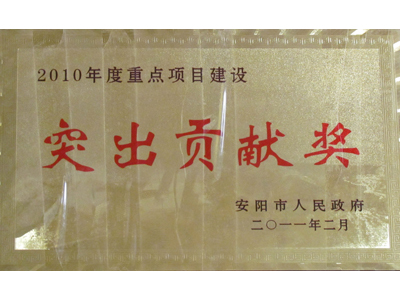 2010年度重点项目建设
突出贡献奖
安阳市人民政府
二〇一一年二月